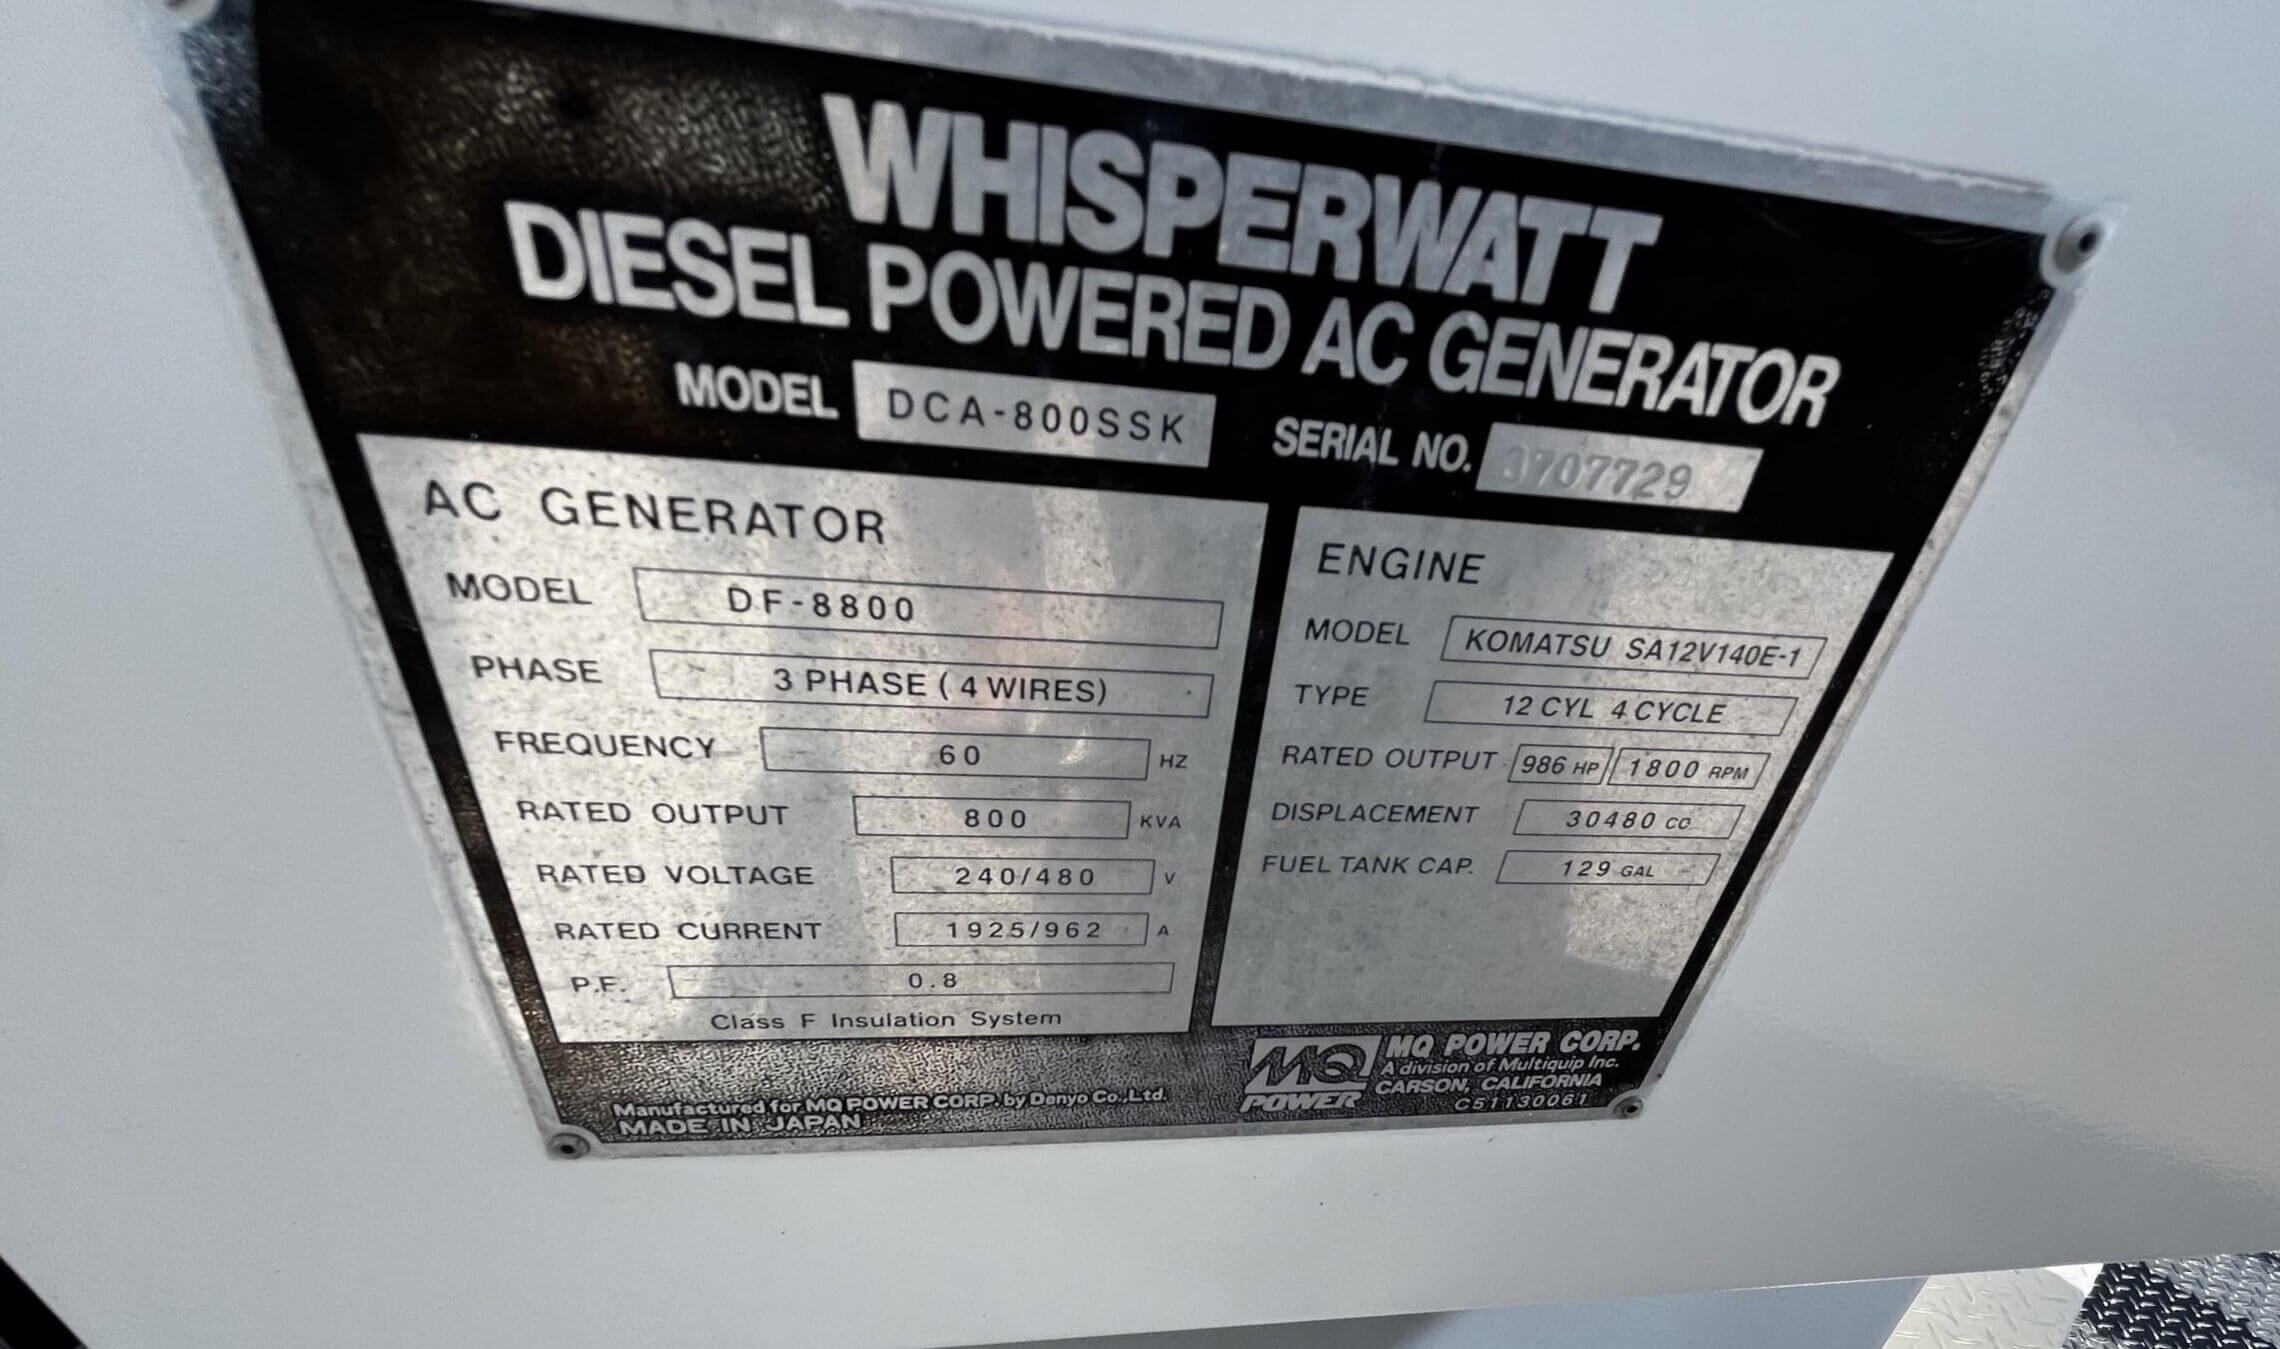 WHISPERWATT
DIESEL POWERED AC GENERATOR
MODEL DCA-800SSK SERIAL NO. 3707729
AC GENERATOR
MODEL DF-8800
PHASE 3 PHASE (4 WIRES)
FREQUENCY 60 HZ
RATED OUTPUT 800 KVA
RATED VOLTAGE 240/480 V
RATED CURRENT 1925/962 A
P.F. 0.8
Class F Insulation System
ENGINE
MODEL KOMATSU SA12V140E-1
TYPE 12 CYL 4 CYCLE
RATED OUTPUT 986 HP 1800 RPM
DISPLACEMENT 30480 CC
FUEL TANK CAP. 129 GAL
Manufactured for MQ POWER CORP. by Denyo Co.,Ltd.
MADE IN JAPAN
MQ
POWER
MQ POWER CORP.
A division of Multiquip Inc.
CARSON, CALIFORNIA
C51130061